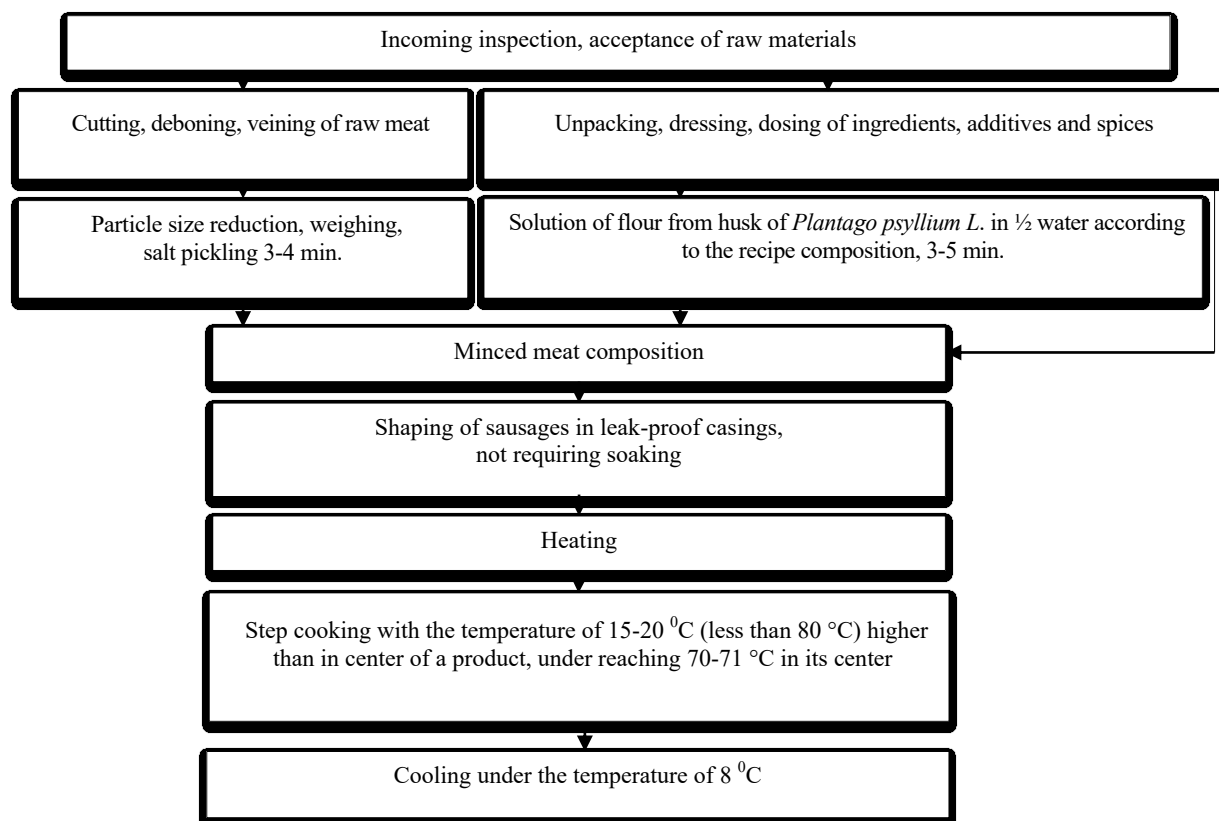 Incoming inspection, acceptance of raw materials
Cutting, deboning, veining of raw meat
Unpacking, dressing, dosing of ingredients, additives and spices
Particle size reduction, weighing,
salt pickling 3-4 min.
Solution of flour from husk of Plantago psyllium L. in ½ water according
to the recipe composition, 3-5 min.
Minced meat composition
Shaping of sausages in leak-proof casings,
not requiring soaking
Heating
Step cooking with the temperature of 15-20 ⁰C (less than 80 °C) higher
than in center of a product, under reaching 70-71 °C in its center
Cooling under the temperature of 8 ⁰C